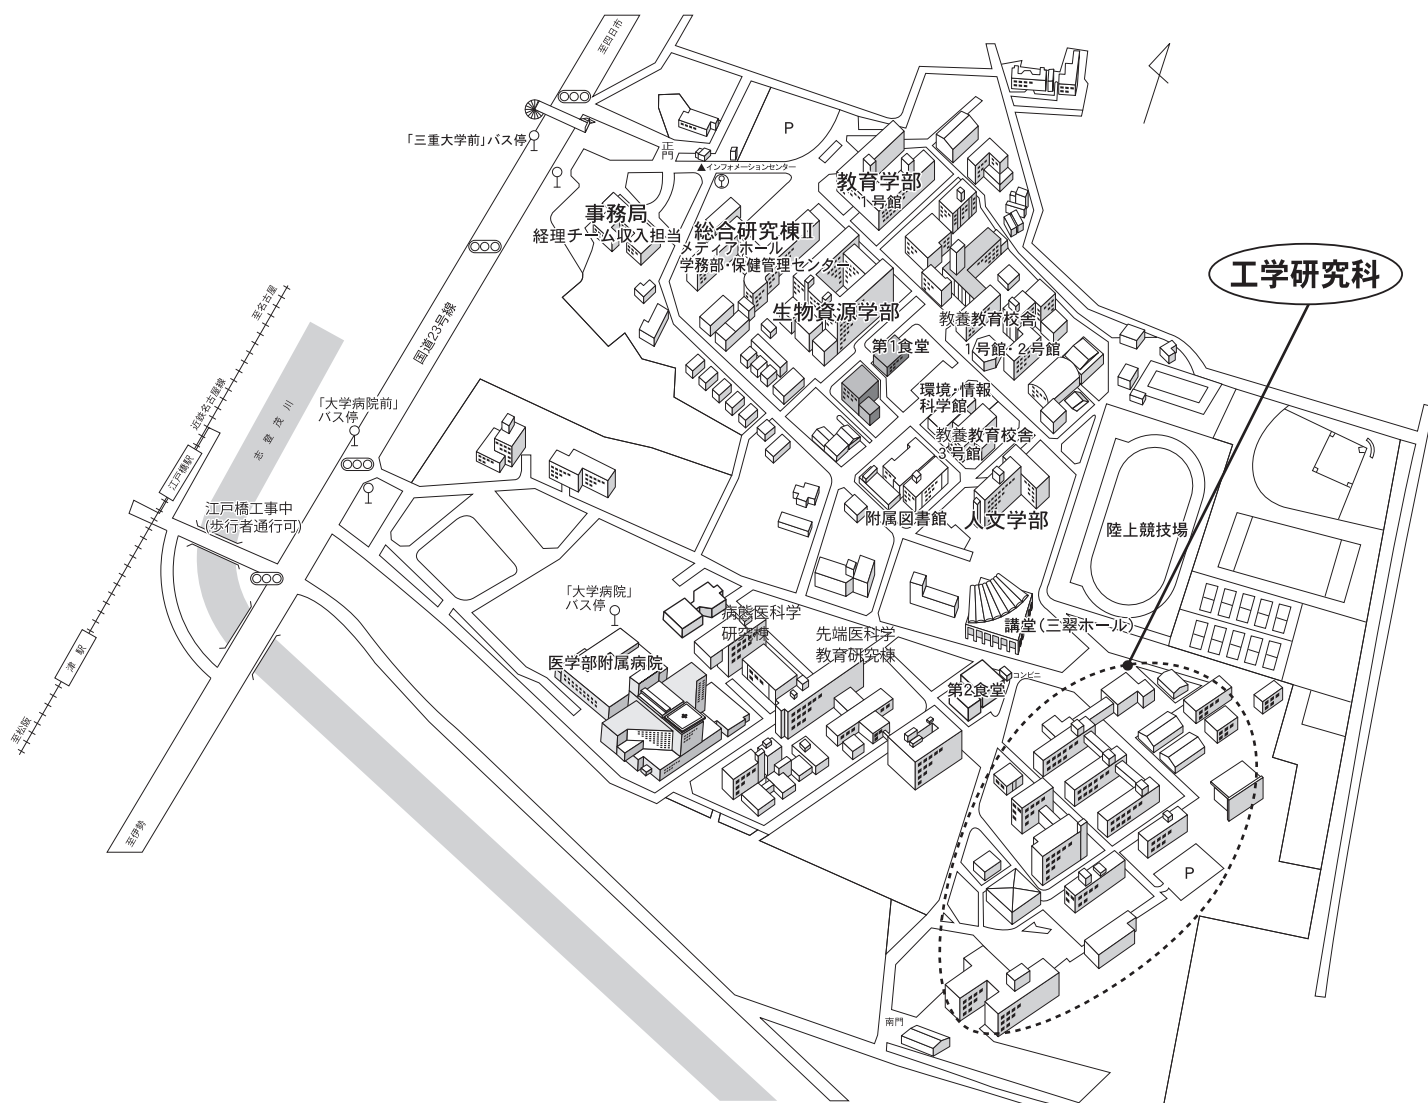 至四日市
「三重大学前」バス停
正門
▲インフォメーションセンター
P
教育学部
1号館
事務局
経理チーム収入担当
総合研究棟Ⅱ
メディアホール
学務部・保健管理センター
生物資源学部
教養教育校舎
1号館・2号館
第1食堂
環境・情報
科学館
教養教育校舎
3号館
附属図書館
人文学部
工学研究科
陸上競技場
至名古屋
近鉄名古屋線
国道23号線
志登茂川
「大学病院前」
バス停
江戸橋駅
江戸橋工事中
(歩行者通行可)
津駅
至松阪
至伊勢
「大学病院」
バス停
病態医科学
研究棟
先端医科学
教育研究棟
医学部附属病院
講堂(三翠ホール)
コンビニ
第2食堂
P
南門